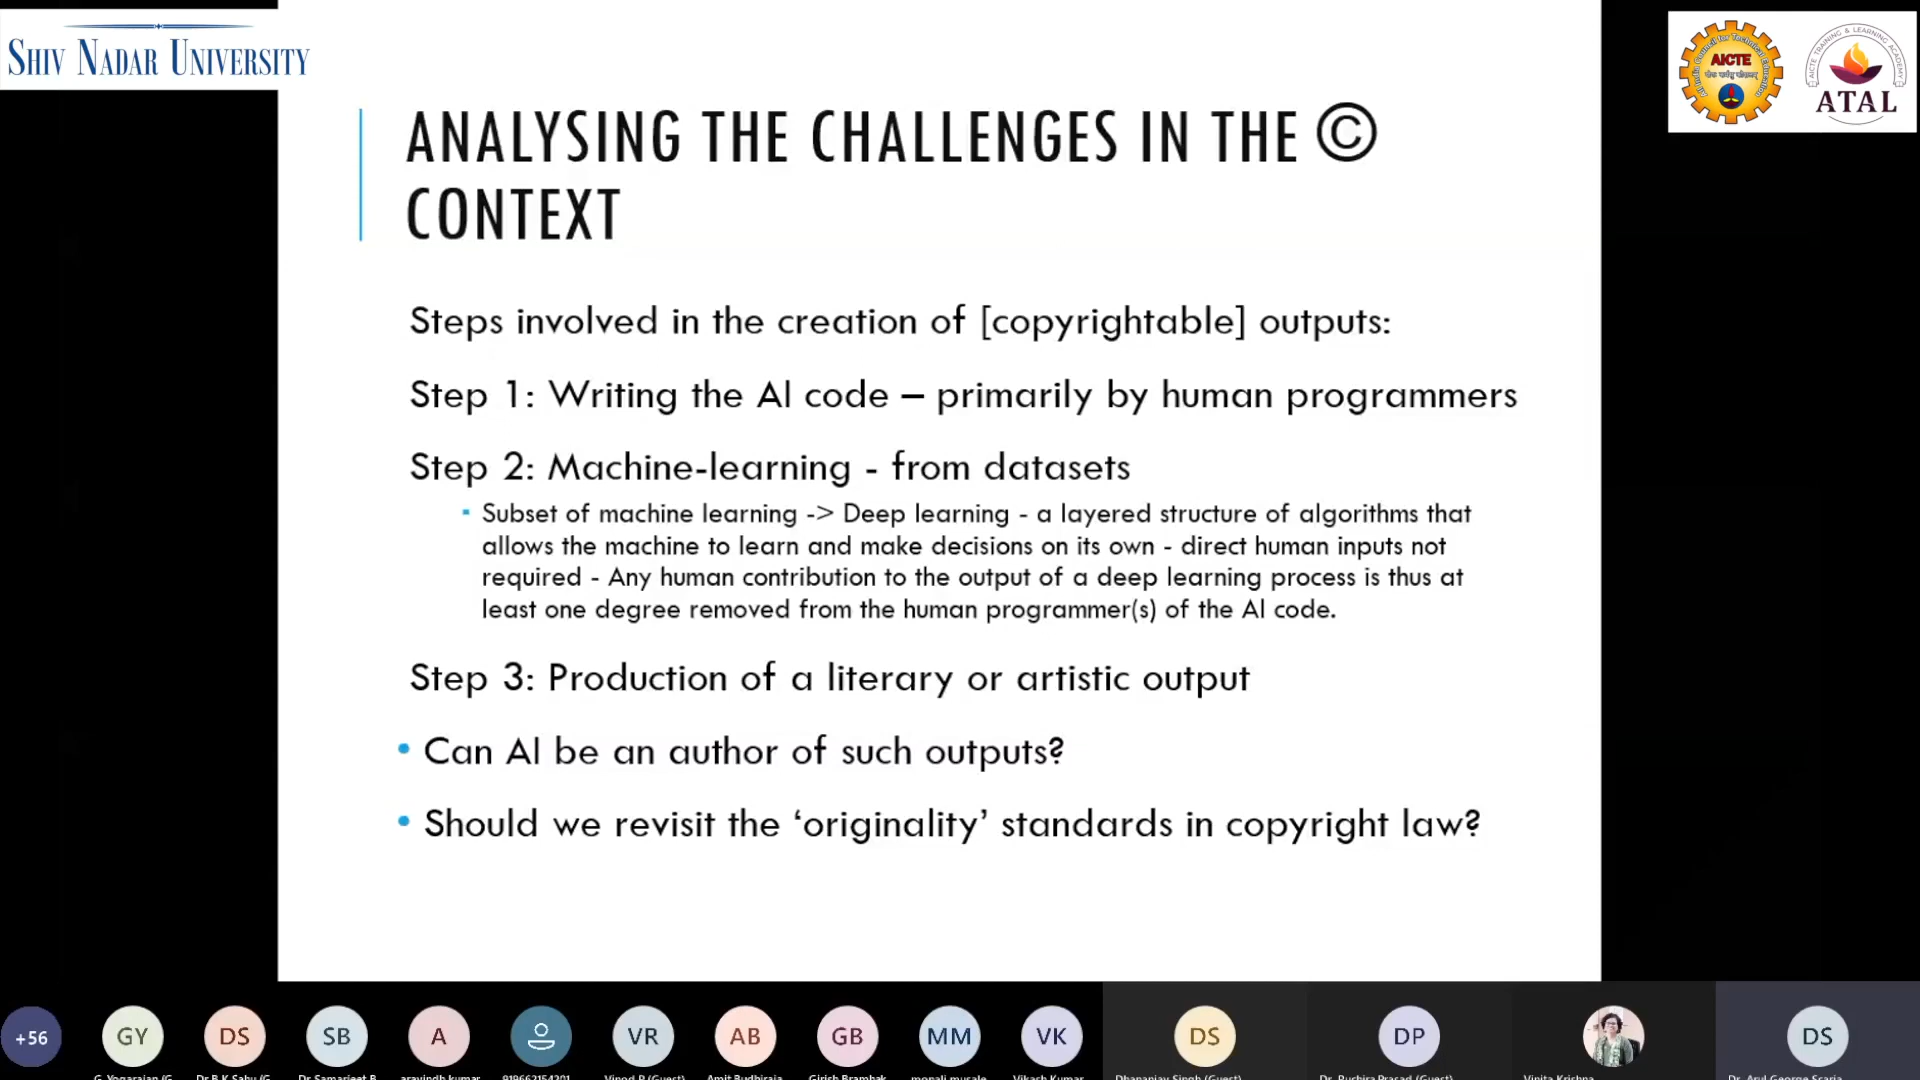 SHIV NADAR UNIVERSITY
AICTE
ATAL
ANALYSING THE CHALLENGES IN THE ©
CONTEXT
Steps involved in the creation of [copyrightable] outputs:
Step 1: Writing the AI code – primarily by human programmers
Step 2: Machine-learning - from datasets
▪ Subset of machine learning -> Deep learning - a layered structure of algorithms that
allows the machine to learn and make decisions on its own - direct human inputs not
required - Any human contribution to the output of a deep learning process is thus at
least one degree removed from the human programmer(s) of the AI code.
Step 3: Production of a literary or artistic output
• Can AI be an author of such outputs?
• Should we revisit the ‘originality’ standards in copyright law?
+56 GY DS SB A VR AB GB MM VK DS DP DS